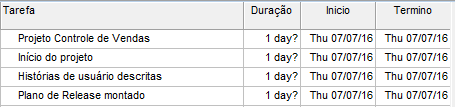 Tarefa Duração Inicio Termino
Projeto Controle de Vendas 1 day? Thu 07/07/16 Thu 07/07/16
Início do projeto 1 day? Thu 07/07/16 Thu 07/07/16
Histórias de usuário descritas 1 day? Thu 07/07/16 Thu 07/07/16
Plano de Release montado 1 day? Thu 07/07/16 Thu 07/07/16